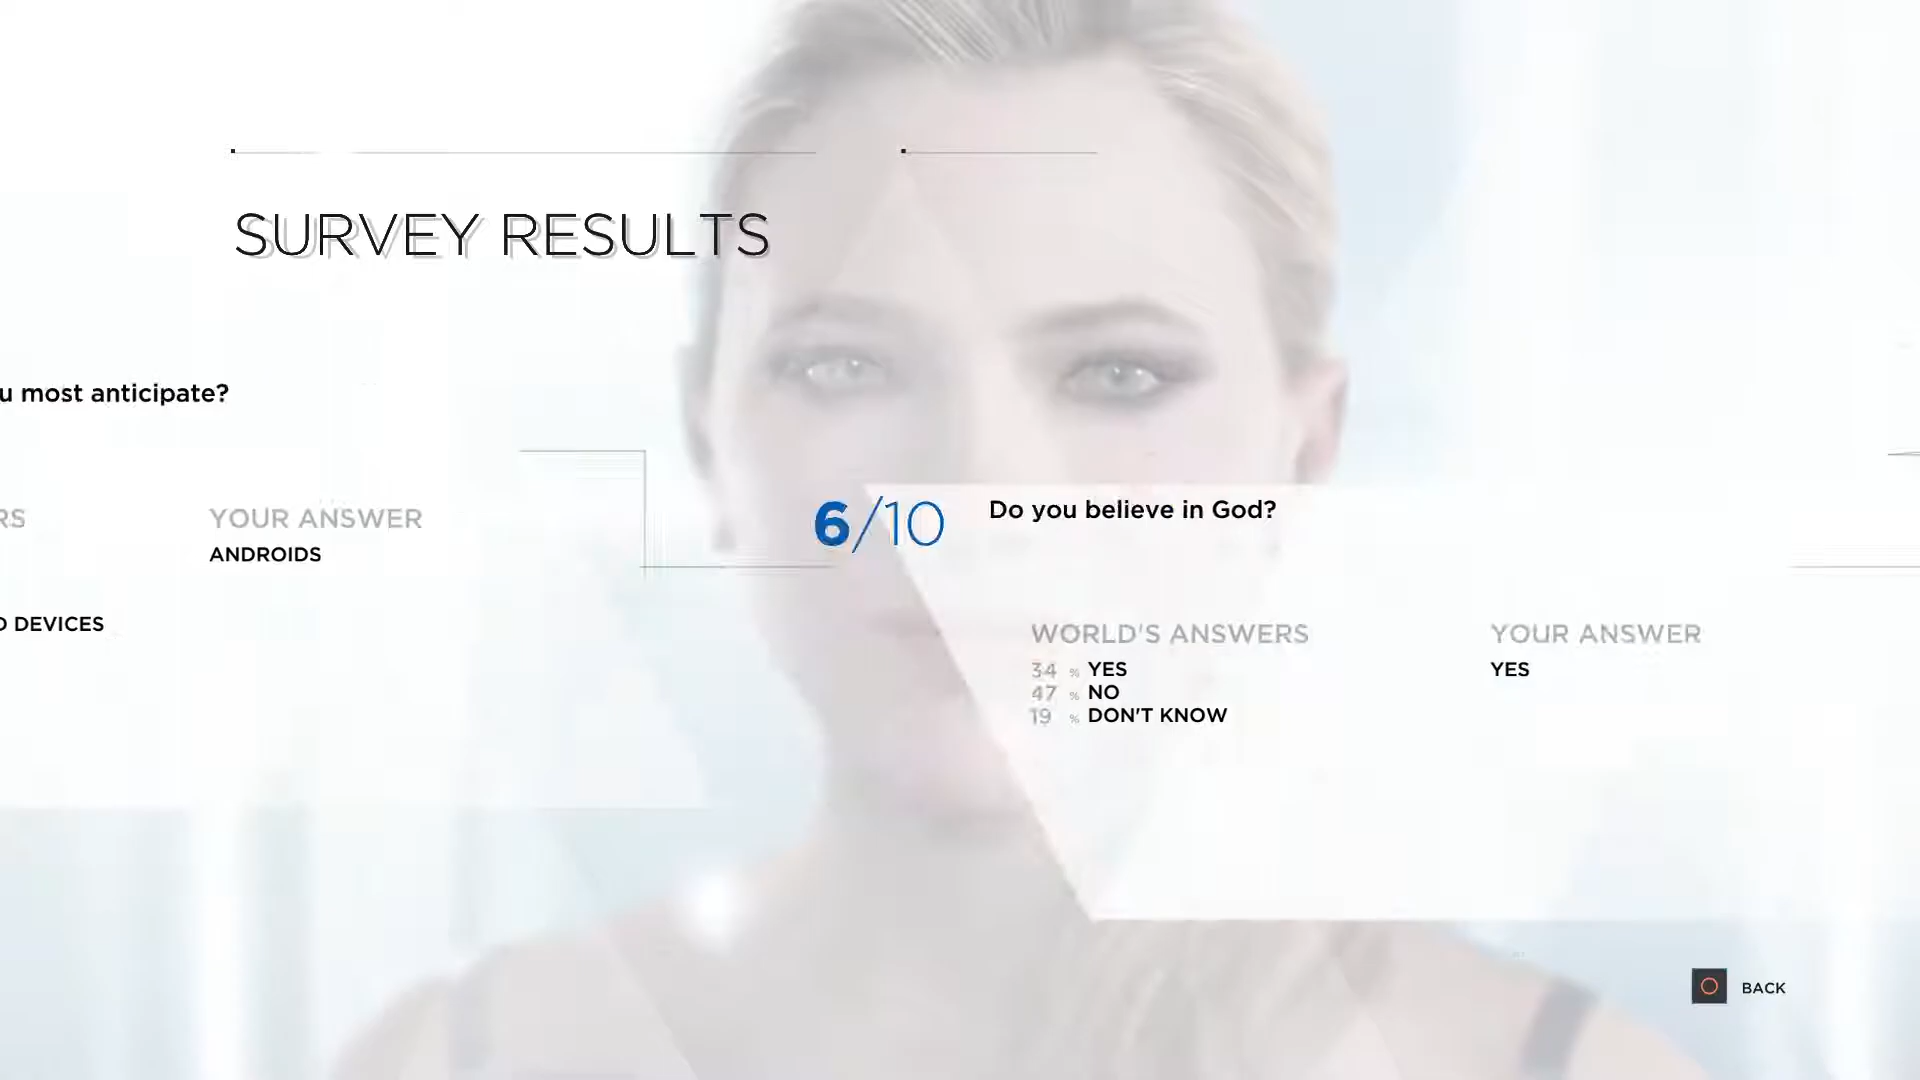 SURVEY RESULTS
u most anticipate?
RS
YOUR ANSWER
ANDROIDS
DEVICES
6/10
Do you believe in God?
WORLD'S ANSWERS
34 % YES
47 % NO
19 % DON'T KNOW
YOUR ANSWER
YES
BACK